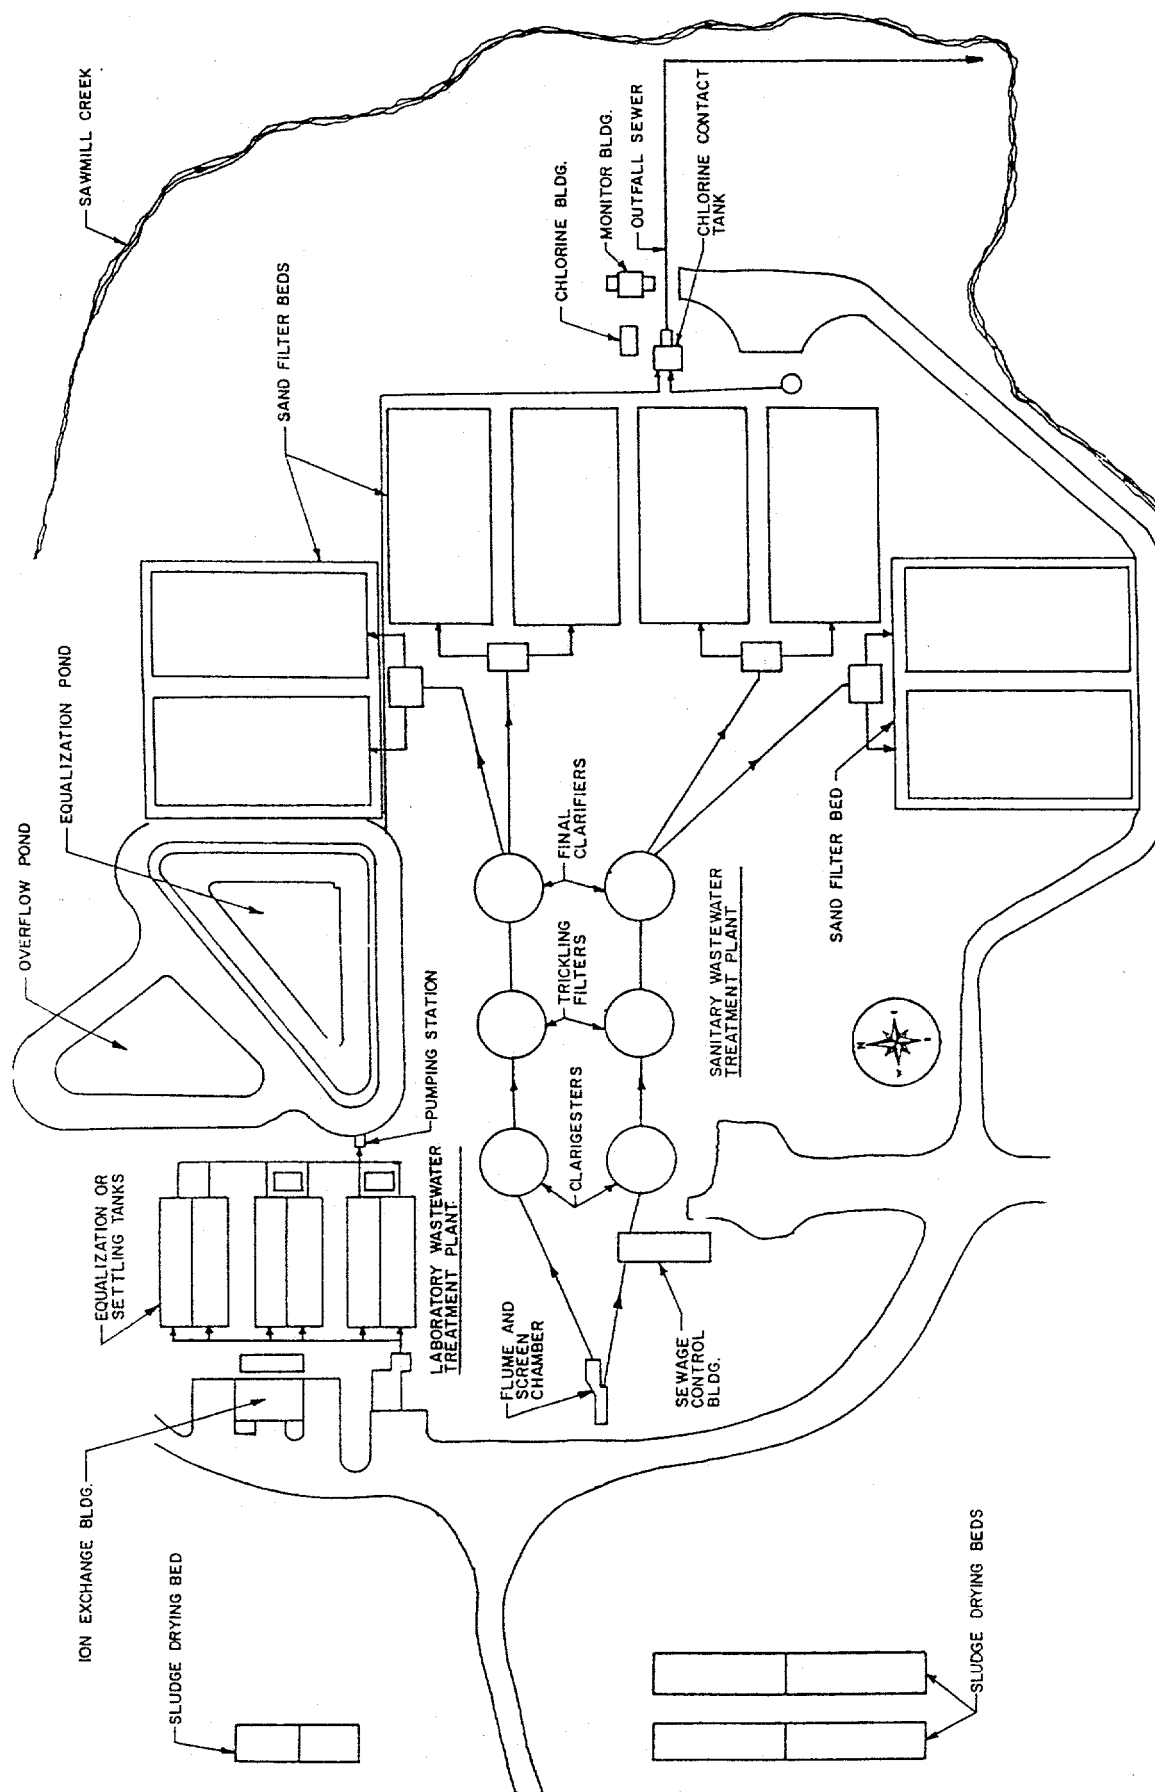 SAWMILL CREEK
SAND FILTER BEDS
CHLORINE BLDG.
MONITOR BLDG.
OUTFALL SEWER
CHLORINE CONTACT
TANK
OVERFLOW POND
EQUALIZATION POND
FINAL
CLARIFIERS
SAND FILTER BED
TRICKLING
FILTERS
SANITARY WASTEWATER
TREATMENT PLANT
PUMPING STATION
CLARIGESTERS
N
EQUALIZATION OR
SETTLING TANKS
LABORATORY WASTEWATER
TREATMENT PLANT
FLUME AND
SCREEN
CHAMBER
SEWAGE
CONTROL
BLDG.
ION EXCHANGE BLDG.
SLUDGE DRYING BED
SLUDGE DRYING BEDS